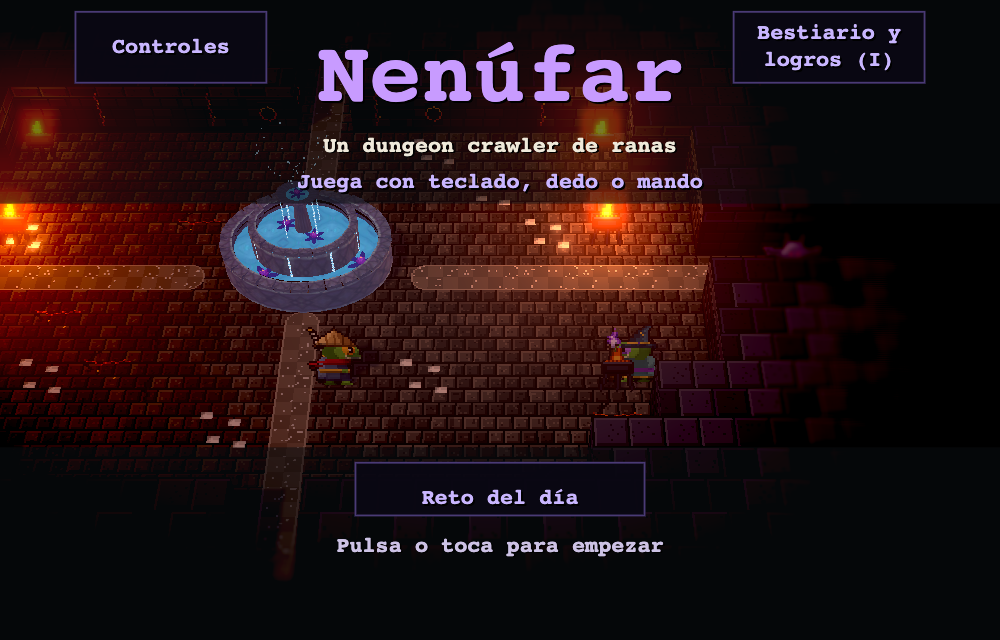 Controles
Nenúfar
Bestiario y
logros (I)
Un dungeon crawler de ranas
Juega con teclado, dedo o mando
Reto del día
Pulsa o toca para empezar